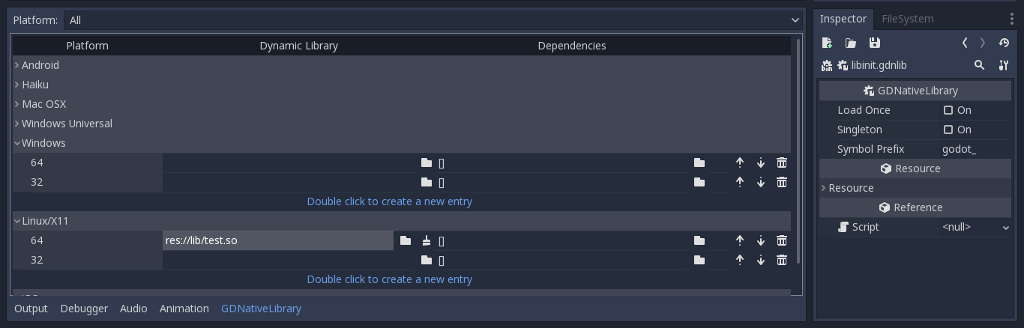 Platform: All
Platform Dynamic Library Dependencies
Android
Haiku
Mac OSX
Windows Universal
Windows
64 []
32 []
Double click to create a new entry
Linux/X11
64 res://lib/test.so []
32 []
Double click to create a new entry
Output Debugger Audio Animation GDNativeLibrary
Inspector FileSystem
libinit.gdnlib
GDNativeLibrary
Load Once On
Singleton On
Symbol Prefix godot_
Resource
Resource
Reference
Script <null>